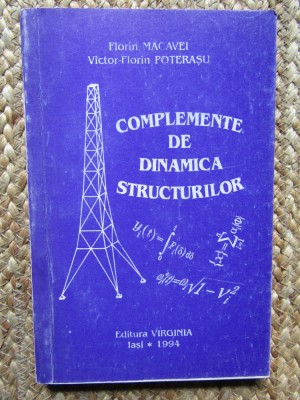 Florin MACAVEI
Victor-Florin POTERAȘU
COMPLEMENTE
DE
DINAMICA
STRUCTURILOR
Editura VIRGINIA
Iași * 1994